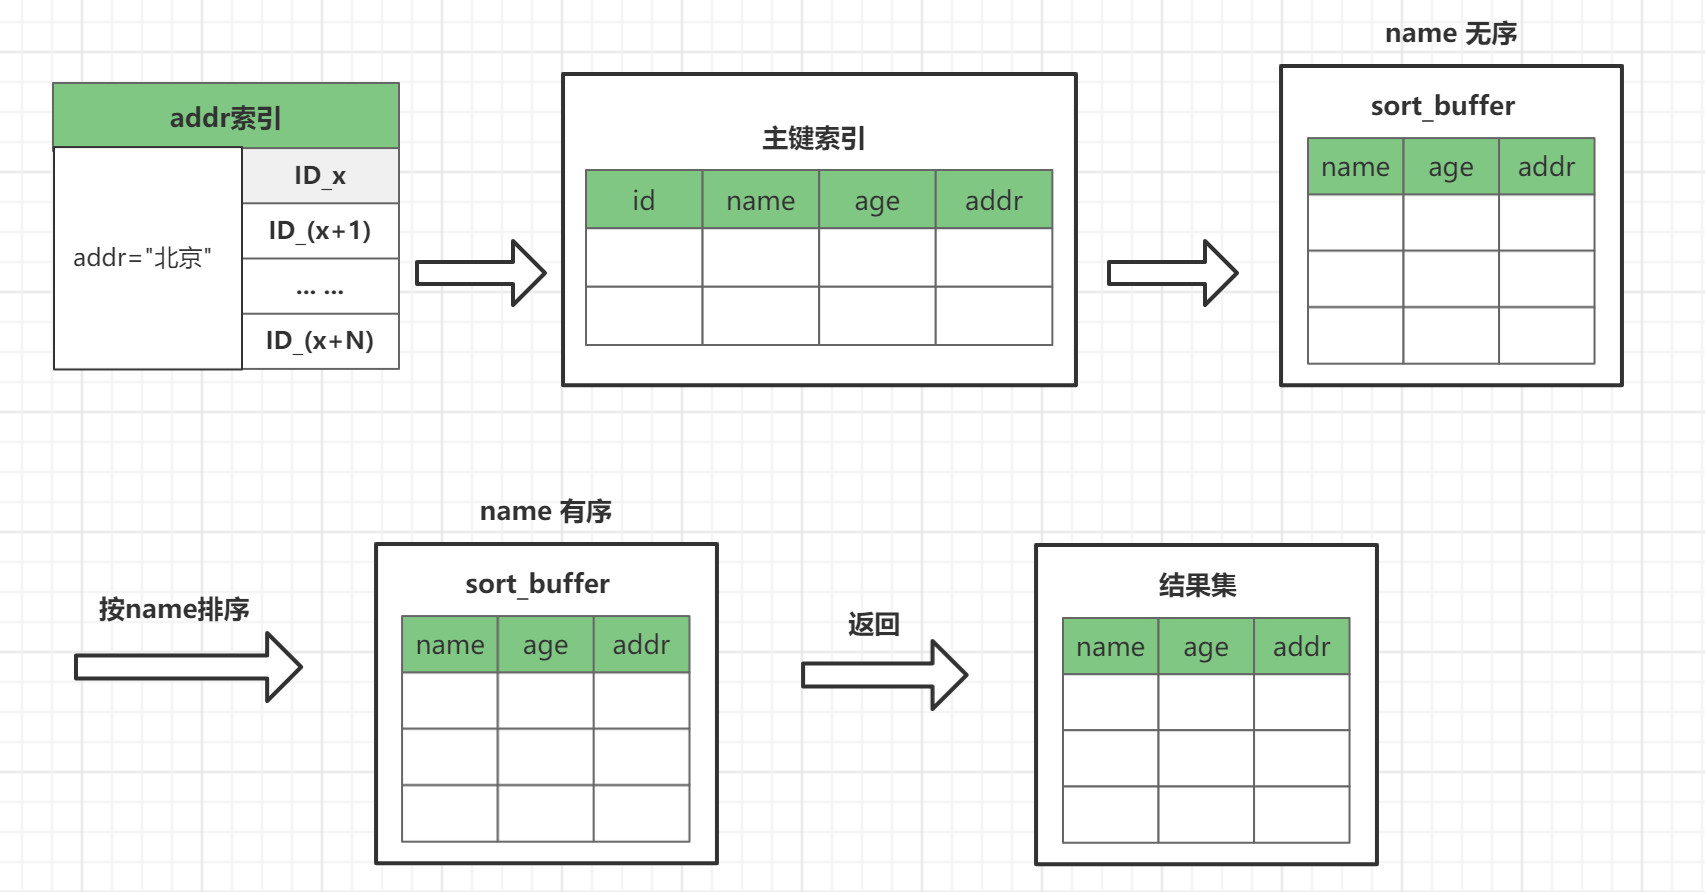 name 无序
addr索引
addr="北京"
ID_x
ID_(x+1)
... ...
ID_(x+N)
主键索引
id name age addr
sort_buffer
name age addr
按name排序
name 有序
sort_buffer
name age addr
返回
结果集
name age addr